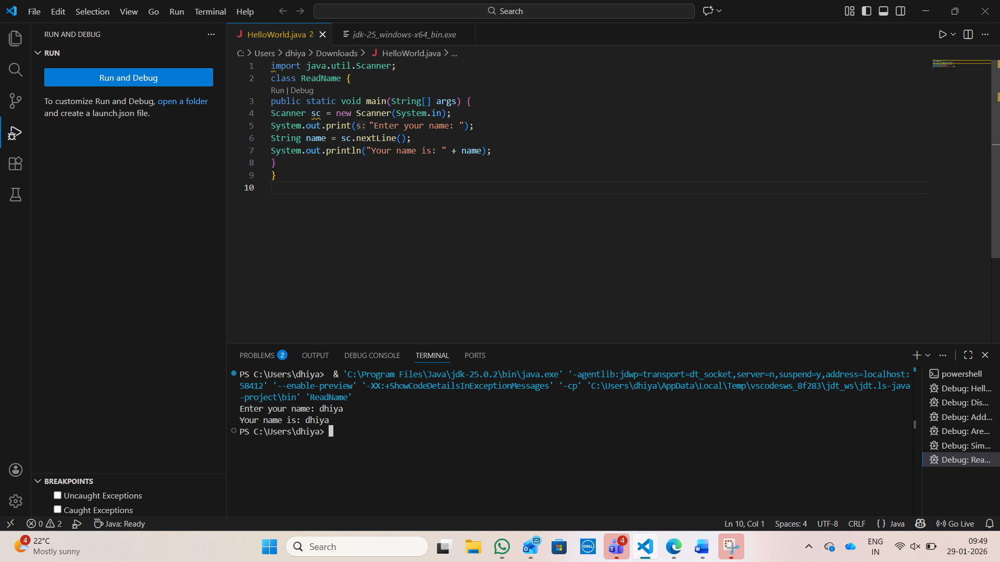 File Edit Selection View Go Run Terminal Help
Search
RUN AND DEBUG
RUN
Run and Debug
To customize Run and Debug, open a folder
and create a launch.json file.
BREAKPOINTS
Uncaught Exceptions
Caught Exceptions
HelloWorld.java 2
jdk-25_windows-x64_bin.exe
C: > Users > dhiya > Downloads > HelloWorld.java > ...
1 import java.util.Scanner;
2 class ReadName {
Run | Debug
3 public static void main(String[] args) {
4 Scanner sc = new Scanner(System.in);
5 System.out.print(s: "Enter your name: ");
6 String name = sc.nextLine();
7 System.out.println("Your name is: " + name);
8 }
9 }
10
PROBLEMS 2 OUTPUT DEBUG CONSOLE TERMINAL PORTS
PS C:\Users\dhiya>  & 'C:\Program Files\Java\jdk-25.0.2\bin\java.exe' '-agentlib:jdwp=transport=dt_socket,server=n,suspend=y,address=localhost:
58412' '--enable-preview' '-XX:+ShowCodeDetailsInExceptionMessages' '-cp' 'C:\Users\dhiya\AppData\Local\Temp\vscodesws_8f283\jdt_ws\jdt.ls-java
-project\bin' 'ReadName'
Enter your name: dhiya
Your name is: dhiya
PS C:\Users\dhiya>
powershell
Debug: Hell...
Debug: Dis...
Debug: Add...
Debug: Are...
Debug: Sim...
Debug: Rea...
0 2 Java: Ready
Ln 10, Col 1 Spaces: 4 UTF-8 CRLF {} Java Go Live
4
22°C
Mostly sunny
Search
DELL
4
ENG
IN
09:49
29-01-2026